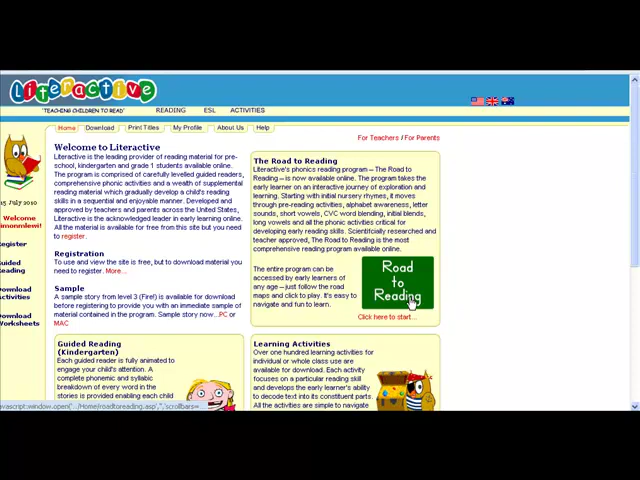 Literactive
"TEACHING CHILDREN TO READ"
READING ESL ACTIVITIES
Home Download Print Titles My Profile About Us Help
For Teachers / For Parents
15 July 2010
Welcome
Register
Guided
Reading
Download
Activities
Download
Worksheets
Welcome to Literactive
Literactive is the leading provider of reading material for pre-
school, kindergarten and grade 1 students available online.
The program is comprised of carefully levelled guided readers,
comprehensive phonic activities and a wealth of supplemental
reading material which gradually develop a child's reading
skills in a sequential and enjoyable manner. Developed and
approved by teachers and parents across the United States,
Literactive is the acknowledged leader in early learning online.
All the material is available for free from this site but you
need to register.
Registration
To use and view the site is free, but to download material you
need to register. More...
Sample
A sample story from level 3 (Fire!) is available for download
before registering to provide you with an immediate sample of
material contained in the program. Sample story now...PC or
MAC
The Road to Reading
Literactive's phonics reading program -- The Road to
Reading -- is now available online. The program takes the
early learner on an interactive journey of exploration and
learning. Starting with initial nursery rhymes, it moves
through pre-reading activities, alphabet awareness, letter
sounds, short vowels, CVC word blending, initial blends,
long vowels and all the phonic activities critical for
developing early reading skills. Scientifically researched and
teacher approved, The Road to Reading is the most
comprehensive reading program available online.
The entire program can be
accessed by early learners of
any age - just follow the road
maps and click to play. It's easy to
navigate and fun to learn.
Road
to
Reading
Click here to start...
Guided Reading
(Kindergarten)
Each guided reader is fully animated to
engage your child's attention. A
complete phonemic and syllabic
breakdown of every word in the
stories is provided enabling each child
Learning Activities
Over one hundred learning activities for
individual or whole class use are
available for download. Each activity
focuses on a particular reading skill
and develops the early learner's ability
to decode text into its constituent parts.
All the activities are simple to navigate
avascript:window.open('../Home/roadtoreading.asp','','scrollbars=